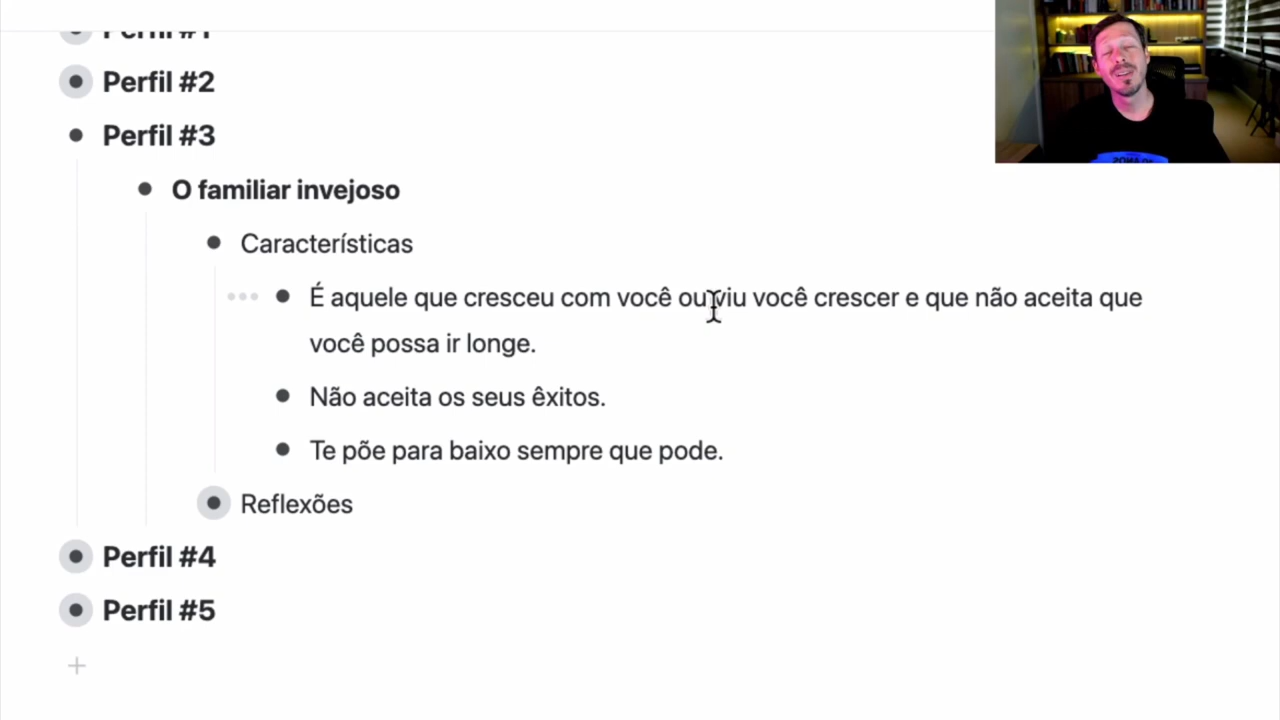 Perfil #1
Perfil #2
Perfil #3
O familiar invejoso
Características
É aquele que cresceu com você ou viu você crescer e que não aceita que
você possa ir longe.
Não aceita os seus êxitos.
Te põe para baixo sempre que pode.
Reflexões
Perfil #4
Perfil #5